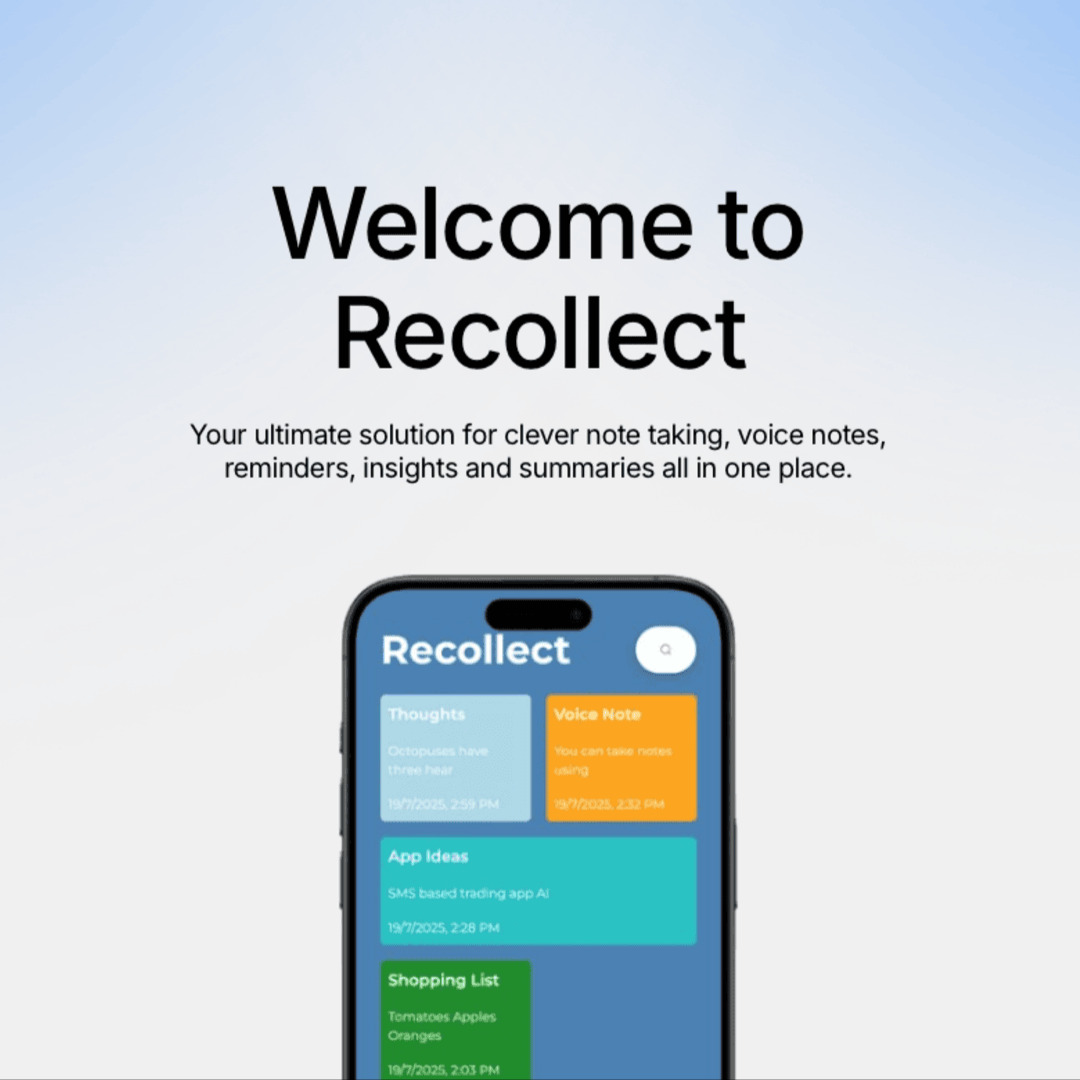 Welcome to
Recollect
Your ultimate solution for clever note taking, voice notes,
reminders, insights and summaries all in one place.
Recollect
Thoughts
Octopuses have
three hear
19/7/2025, 2:59 PM
Voice Note
You can take notes
using
19/7/2025, 2:32 PM
App Ideas
SMS based trading app AI
19/7/2025, 2:28 PM
Shopping List
Tomatoes Apples
Oranges
19/7/2025, 2:03 PM